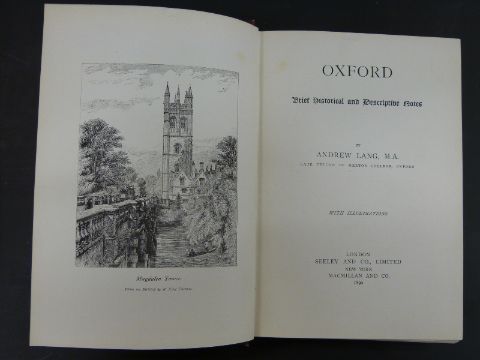 Magdalen Tower.
OXFORD
Brief Historical and Descriptive Notes
BY
ANDREW LANG, M.A.
LATE FELLOW OF MERTON COLLEGE, OXFORD
WITH ILLUSTRATIONS
LONDON
SEELEY AND CO., LIMITED
NEW YORK
MACMILLAN AND CO.